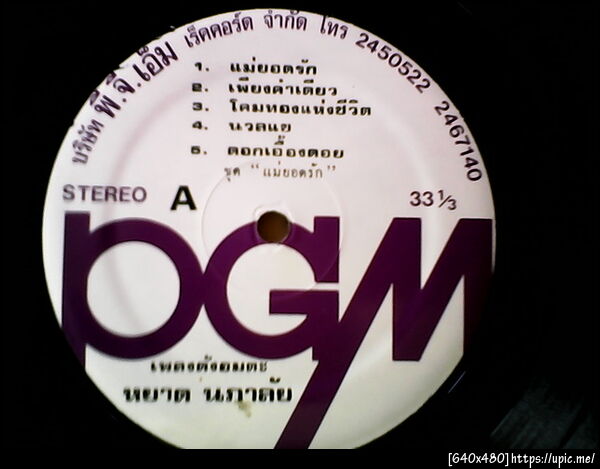 บริษัท พี.จี.เอ็ม เร็คคอร์ด จำกัด โทร 2450522 2467140
1. แม่ยอดรัก
2. เพียงคำเดียว
3. โคมทองแห่งชีวิต
4. นวลแข
5. ดอกเอื้องดอย
ชุด "แม่ยอดรัก"
STEREO A 33 1/3
PGM
เพลงดังอมตะ
หยาด นภาลัย
[640x480]https://upic.me/